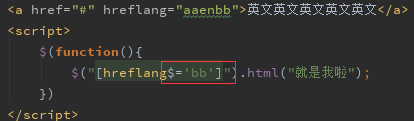 <a href="#" hreflang="aaenbb">英文英文英文英文英文</a>
<script>
$(function(){
$("[hreflang$='bb']").html("就是我啦");
})
</script>